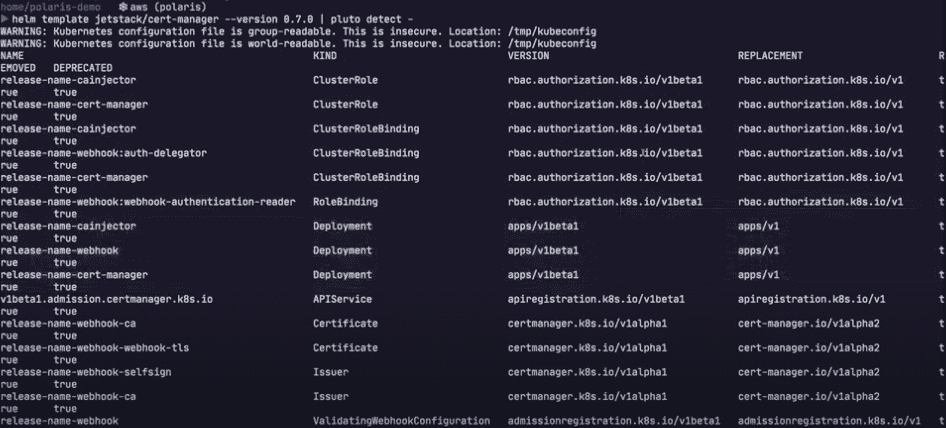 home/polaris-demo ⎈ aws (polaris)
helm template jetstack/cert-manager --version 0.7.0 | pluto detect -
WARNING: Kubernetes configuration file is group-readable. This is insecure. Location: /tmp/kubeconfig
WARNING: Kubernetes configuration file is world-readable. This is insecure. Location: /tmp/kubeconfig
NAME KIND VERSION REPLACEMENT R
EMOVED DEPRECATED
release-name-cainjector ClusterRole rbac.authorization.k8s.io/v1beta1 rbac.authorization.k8s.io/v1 t
rue true
release-name-cert-manager ClusterRole rbac.authorization.k8s.io/v1beta1 rbac.authorization.k8s.io/v1 t
rue true
release-name-cainjector ClusterRoleBinding rbac.authorization.k8s.io/v1beta1 rbac.authorization.k8s.io/v1 t
rue true
release-name-webhook:auth-delegator ClusterRoleBinding rbac.authorization.k8s.io/v1beta1 rbac.authorization.k8s.io/v1 t
rue true
release-name-cert-manager ClusterRoleBinding rbac.authorization.k8s.io/v1beta1 rbac.authorization.k8s.io/v1 t
rue true
release-name-webhook:webhook-authentication-reader RoleBinding rbac.authorization.k8s.io/v1beta1 rbac.authorization.k8s.io/v1 t
rue true
release-name-cainjector Deployment apps/v1beta1 apps/v1 t
rue true
release-name-webhook Deployment apps/v1beta1 apps/v1 t
rue true
release-name-cert-manager Deployment apps/v1beta1 apps/v1 t
rue true
v1beta1.admission.certmanager.k8s.io APIService apiregistration.k8s.io/v1beta1 apiregistration.k8s.io/v1 t
rue true
release-name-webhook-ca Certificate certmanager.k8s.io/v1alpha1 cert-manager.io/v1alpha2 t
rue true
release-name-webhook-webhook-tls Certificate certmanager.k8s.io/v1alpha1 cert-manager.io/v1alpha2 t
rue true
release-name-webhook-selfsign Issuer certmanager.k8s.io/v1alpha1 cert-manager.io/v1alpha2 t
rue true
release-name-webhook-ca Issuer certmanager.k8s.io/v1alpha1 cert-manager.io/v1alpha2 t
rue true
release-name-webhook ValidatingWebhookConfiguration admissionregistration.k8s.io/v1beta1 admissionregistration.k8s.io/v1 t